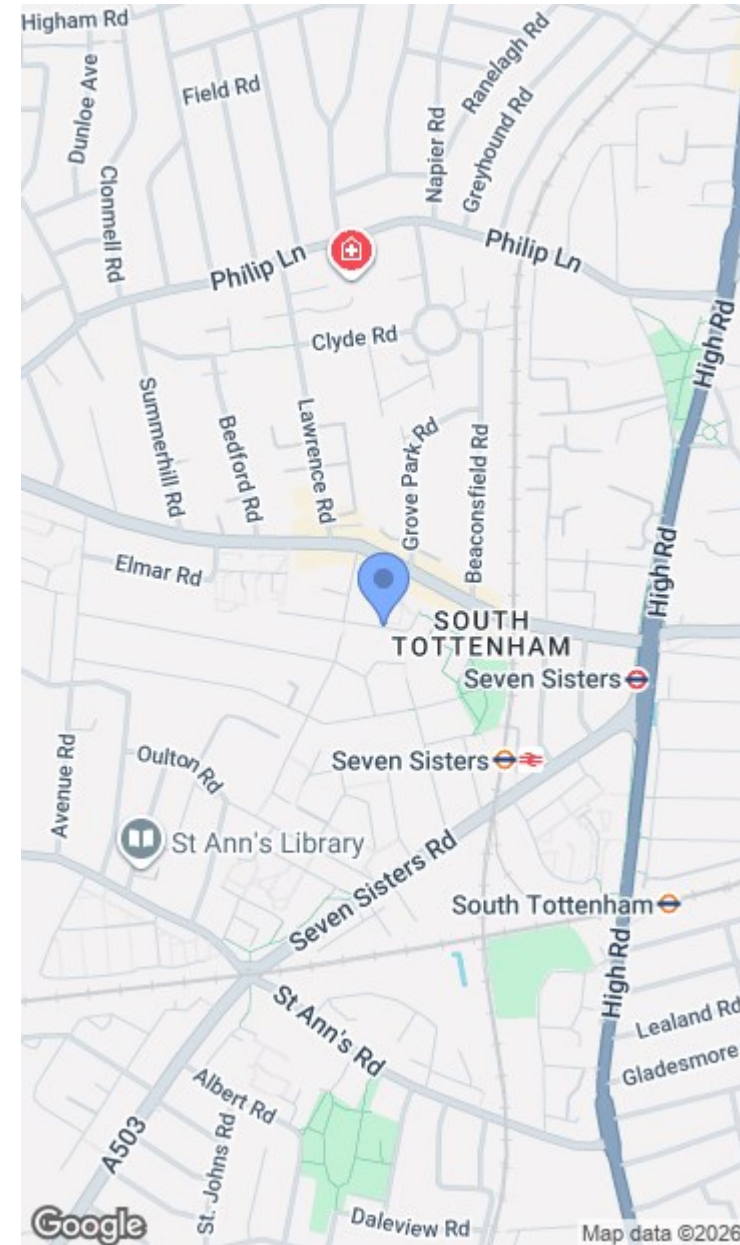 Higham Rd
Dunloe Ave
Field Rd
Ranelagh Rd
Napier Rd
Greyhound Rd
Clonmell Rd
Philip Ln
Philip Ln
High Rd
Clyde Rd
Summerhill Rd
Bedford Rd
Lawrence Rd
Grove Park Rd
Beaconsfield Rd
High Rd
Elmar Rd
SOUTH
TOTTENHAM
Seven Sisters
Seven Sisters
Avenue Rd
Oulton Rd
St Ann's Library
Seven Sisters Rd
South Tottenham
High Rd
St Ann's Rd
Lealand Rd
Gladesmore
Albert Rd
A503
St. Johns Rd
Daleview Rd
Google
Map data ©2026